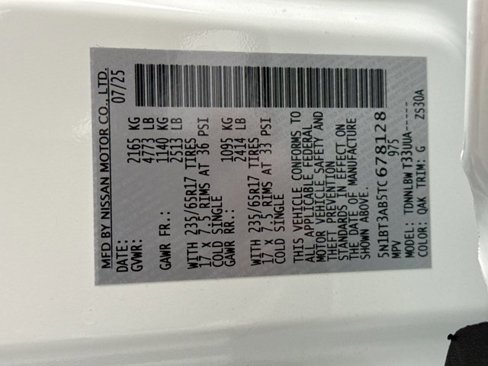 MFD BY NISSAN MOTOR CO., LTD.
DATE: 07/25
GVWR: 2165 KG
4773 LB
GAWR FR.: 1140 KG
2513 LB
WITH 235/65R17
17 X 7.5 RIMS AT 36 PSI
COLD SINGLE
GAWR RR.: 1095 KG
2414 LB
WITH 235/65R17
17 X 7.5 RIMS AT 33 PSI
COLD SINGLE
THIS VEHICLE CONFORMS TO
ALL APPLICABLE FEDERAL
MOTOR VEHICLE SAFETY AND
THEFT PREVENTION
STANDARDS IN EFFECT ON
THE DATE OF MANUFACTURE
SHOWN ABOVE.
5N1BT3AB5TC678128
MPV 975
MODEL: TDNNLBW T33UUA-----
COLOR: QAK TRIM: G ZS30A